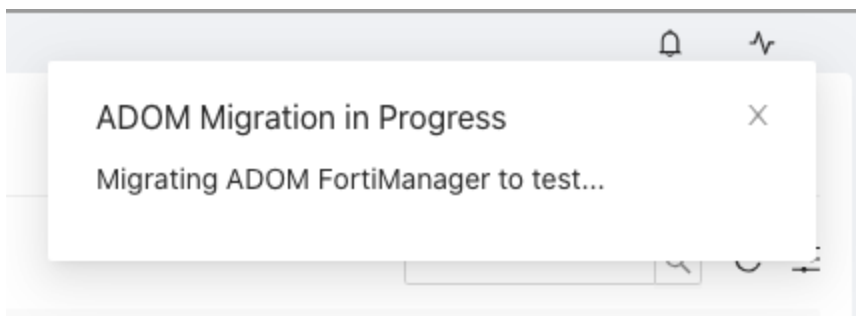 ADOM Migration in Progress
Migrating ADOM FortiManager to test...